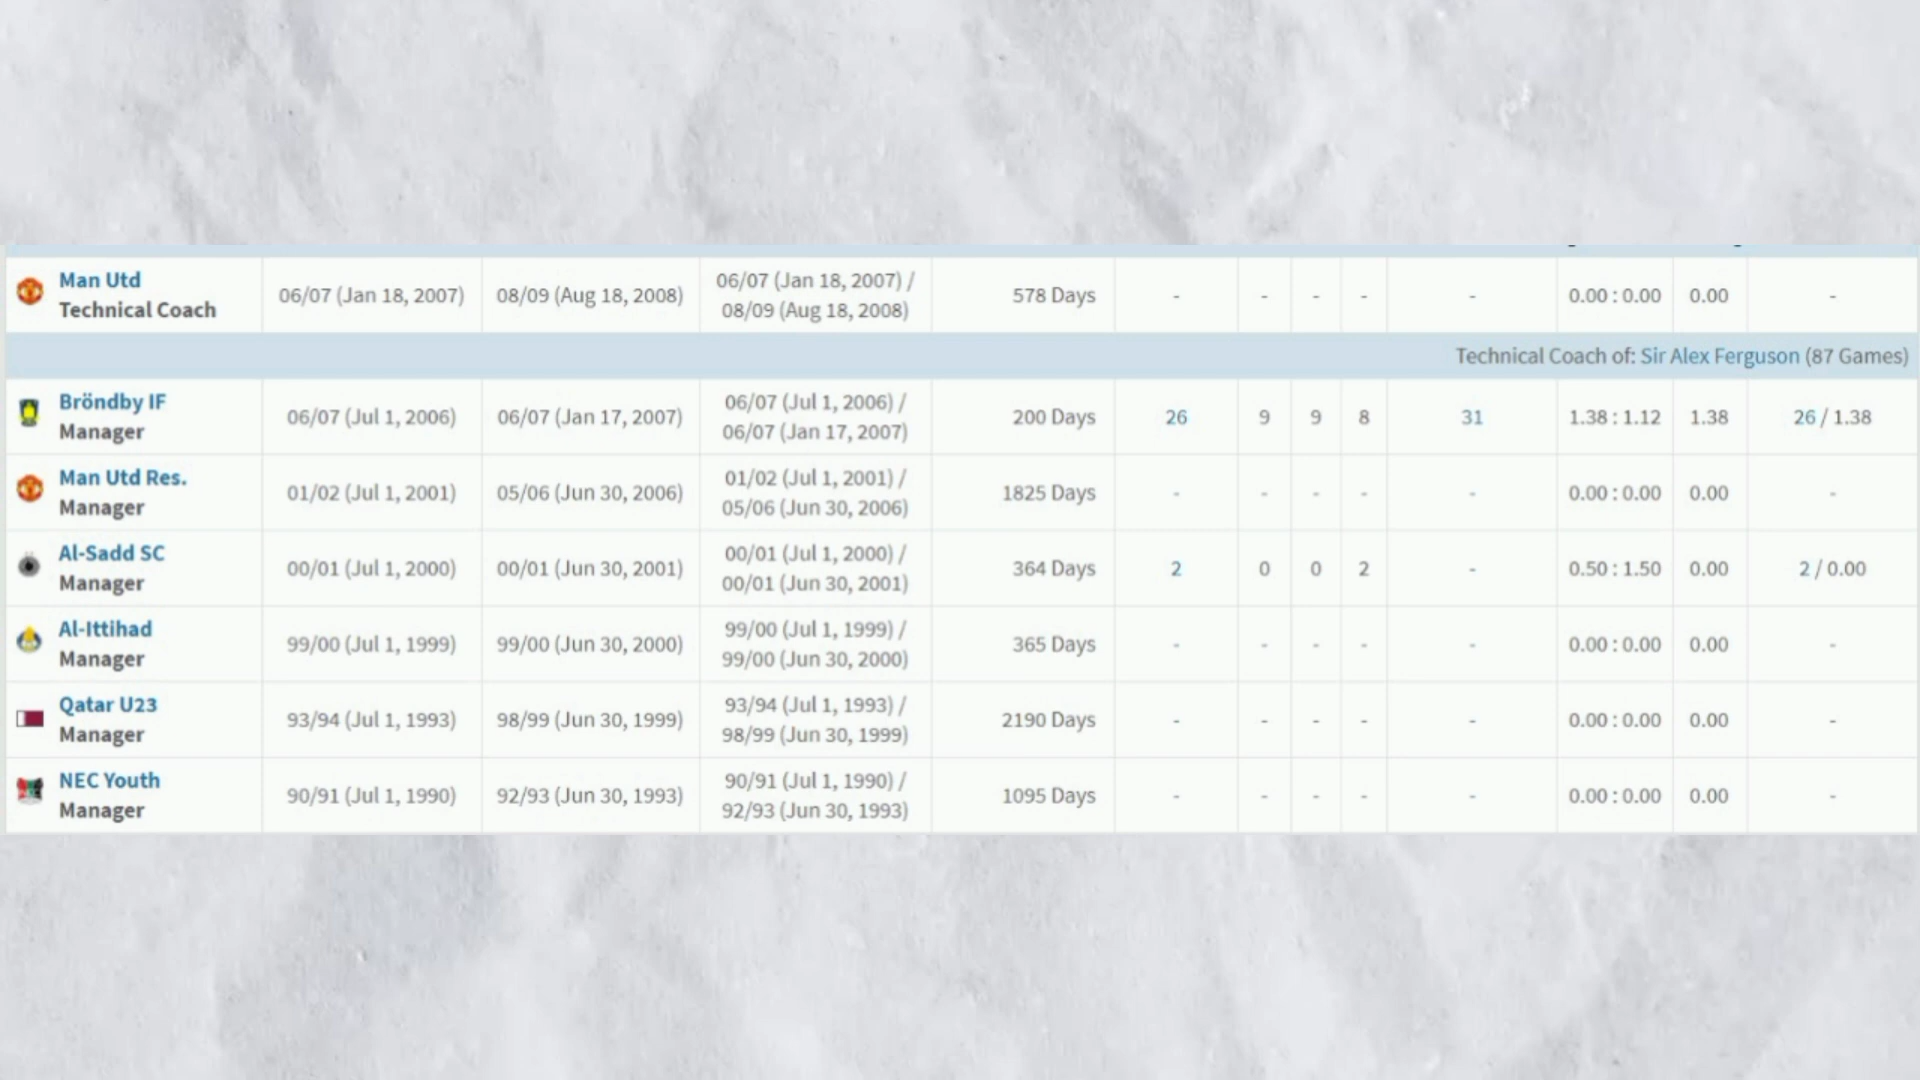 Man Utd
Technical Coach
06/07 (Jan 18, 2007)
08/09 (Aug 18, 2008)
06/07 (Jan 18, 2007) /
08/09 (Aug 18, 2008)
578 Days
-
-
-
-
-
0.00 : 0.00
0.00
-
Technical Coach of: Sir Alex Ferguson (87 Games)
Bröndby IF
Manager
06/07 (Jul 1, 2006)
06/07 (Jan 17, 2007)
06/07 (Jul 1, 2006) /
06/07 (Jan 17, 2007)
200 Days
26
9
9
8
31
1.38 : 1.12
1.38
26 / 1.38
Man Utd Res.
Manager
01/02 (Jul 1, 2001)
05/06 (Jun 30, 2006)
01/02 (Jul 1, 2001) /
05/06 (Jun 30, 2006)
1825 Days
-
-
-
-
-
0.00 : 0.00
0.00
-
Al-Sadd SC
Manager
00/01 (Jul 1, 2000)
00/01 (Jun 30, 2001)
00/01 (Jul 1, 2000) /
00/01 (Jun 30, 2001)
364 Days
2
0
0
2
-
0.50 : 1.50
0.00
2 / 0.00
Al-Ittihad
Manager
99/00 (Jul 1, 1999)
99/00 (Jun 30, 2000)
99/00 (Jul 1, 1999) /
99/00 (Jun 30, 2000)
365 Days
-
-
-
-
-
0.00 : 0.00
0.00
-
Qatar U23
Manager
93/94 (Jul 1, 1993)
98/99 (Jun 30, 1999)
93/94 (Jul 1, 1993) /
98/99 (Jun 30, 1999)
2190 Days
-
-
-
-
-
0.00 : 0.00
0.00
-
NEC Youth
Manager
90/91 (Jul 1, 1990)
92/93 (Jun 30, 1993)
90/91 (Jul 1, 1990) /
92/93 (Jun 30, 1993)
1095 Days
-
-
-
-
-
0.00 : 0.00
0.00
-